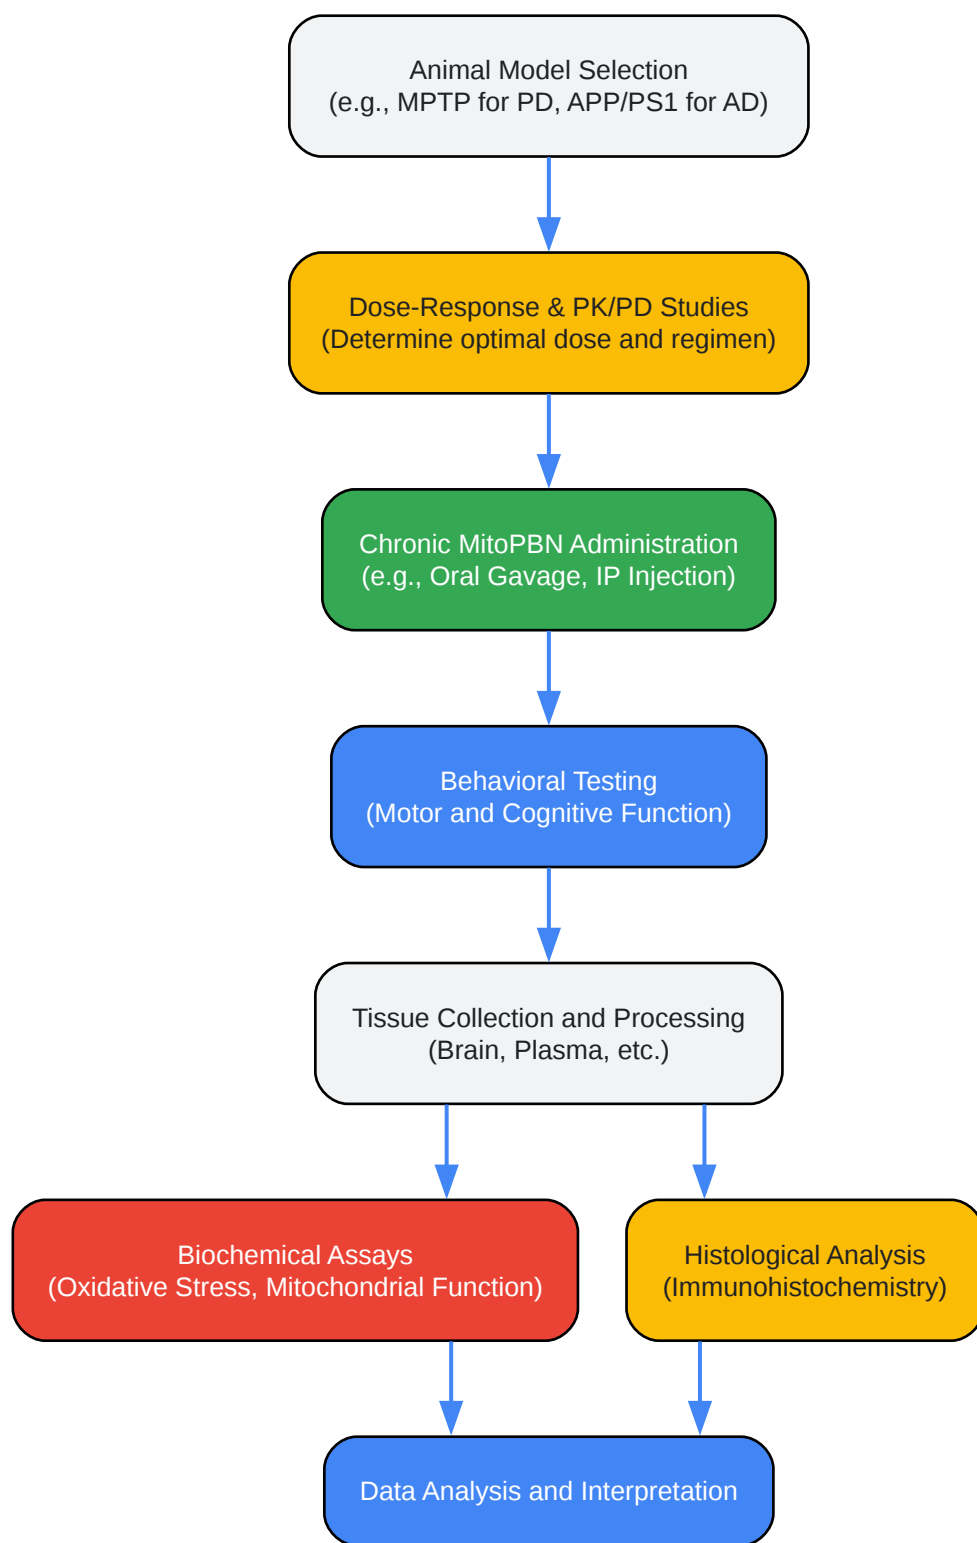 Animal Model Selection
(e.g., MPTP for PD, APP/PS1 for AD)
Dose-Response & PK/PD Studies
(Determine optimal dose and regimen)
Chronic MitoPBN Administration
(e.g., Oral Gavage, IP Injection)
Behavioral Testing
(Motor and Cognitive Function)
Tissue Collection and Processing
(Brain, Plasma, etc.)
Biochemical Assays
(Oxidative Stress, Mitochondrial Function)
Histological Analysis
(Immunohistochemistry)
Data Analysis and Interpretation